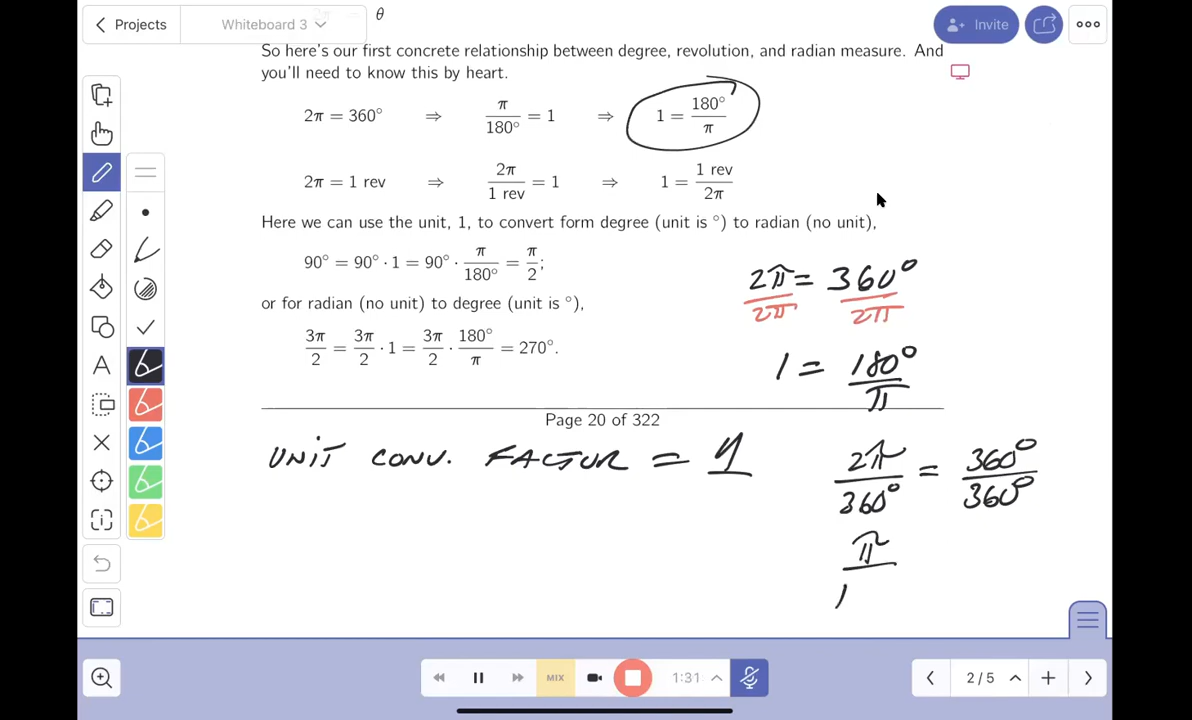 Projects
Whiteboard 3
θ
Invite
So here's our first concrete relationship between degree, revolution, and radian measure. And
you'll need to know this by heart.
2π = 360° ⇒ π/180° = 1 ⇒ 1 = 180°/π
2π = 1 rev ⇒ 2π/1 rev = 1 ⇒ 1 = 1 rev/2π
Here we can use the unit, 1, to convert form degree (unit is °) to radian (no unit),
90° = 90° · 1 = 90° · π/180° = π/2;
or for radian (no unit) to degree (unit is °),
3π/2 = 3π/2 · 1 = 3π/2 · 180°/π = 270°.
2π = 360°
2π 2π
1 = 180°/π
Page 20 of 322
UNIT CONV. FACTOR = 1
2π/360° = 360°/360°
π
1
MIX
1:31
2 / 5